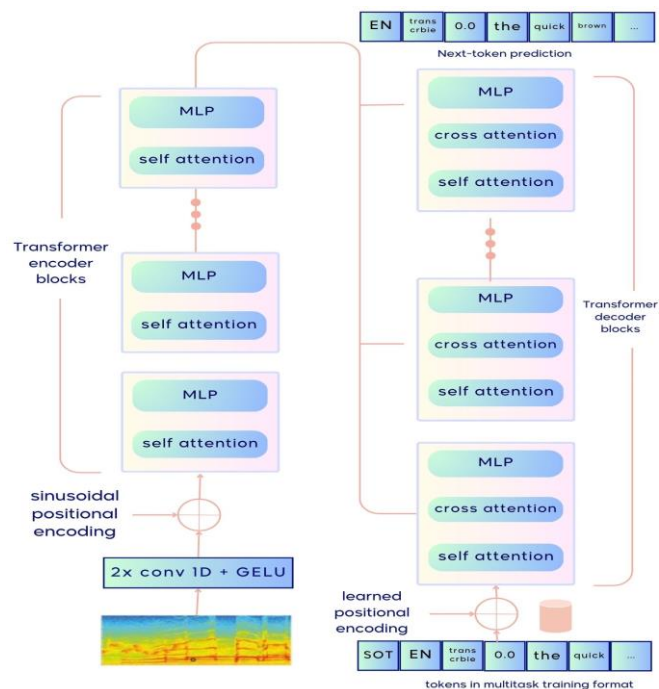 EN trans crbie 0.0 the quick brown ...
Next-token prediction
MLP
self attention
Transformer
encoder
blocks
MLP
self attention
MLP
self attention
sinusoidal
positional
encoding
2x conv 1D + GELU
MLP
cross attention
self attention
MLP
cross attention
self attention
Transformer
decoder
blocks
MLP
cross attention
self attention
learned
positional
encoding
SOT EN trans crbie 0.0 the quick ...
tokens in multitask training format